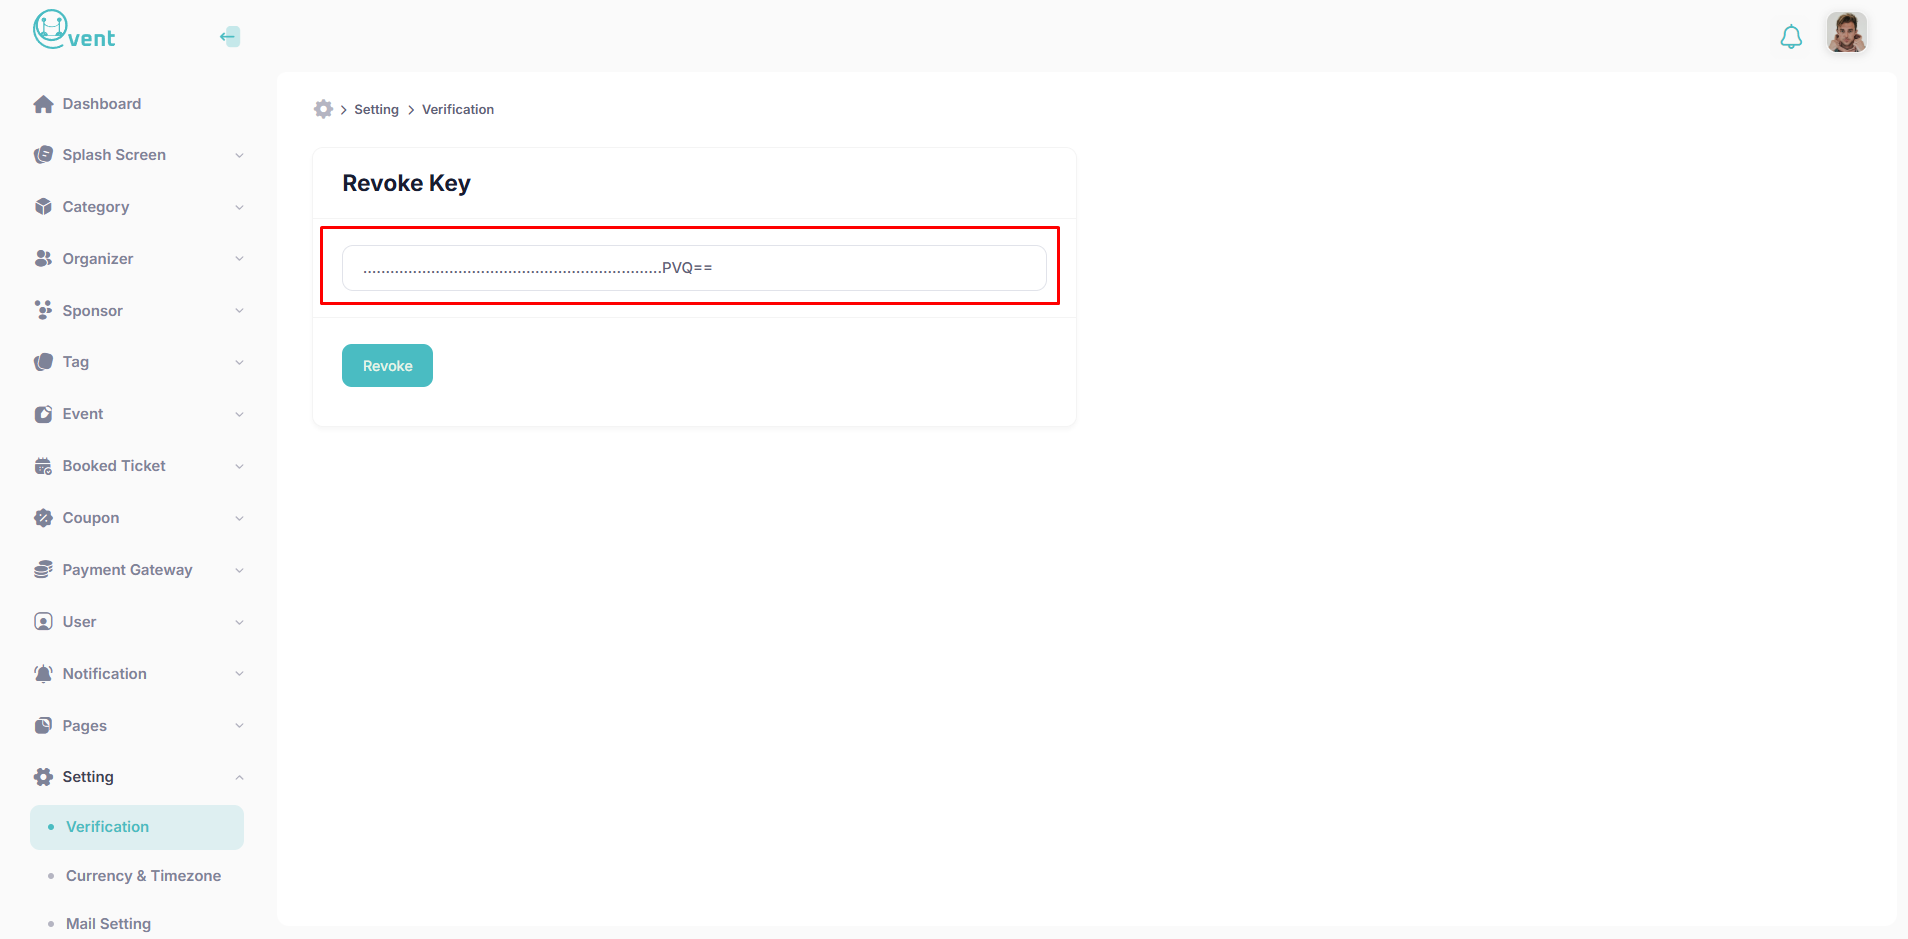 vent
Dashboard
Splash Screen
Category
Organizer
Sponsor
Tag
Event
Booked Ticket
Coupon
Payment Gateway
User
Notification
Pages
Setting
Verification
Currency & Timezone
Mail Setting
Setting > Verification
Revoke Key
..................................................................PVQ==
Revoke